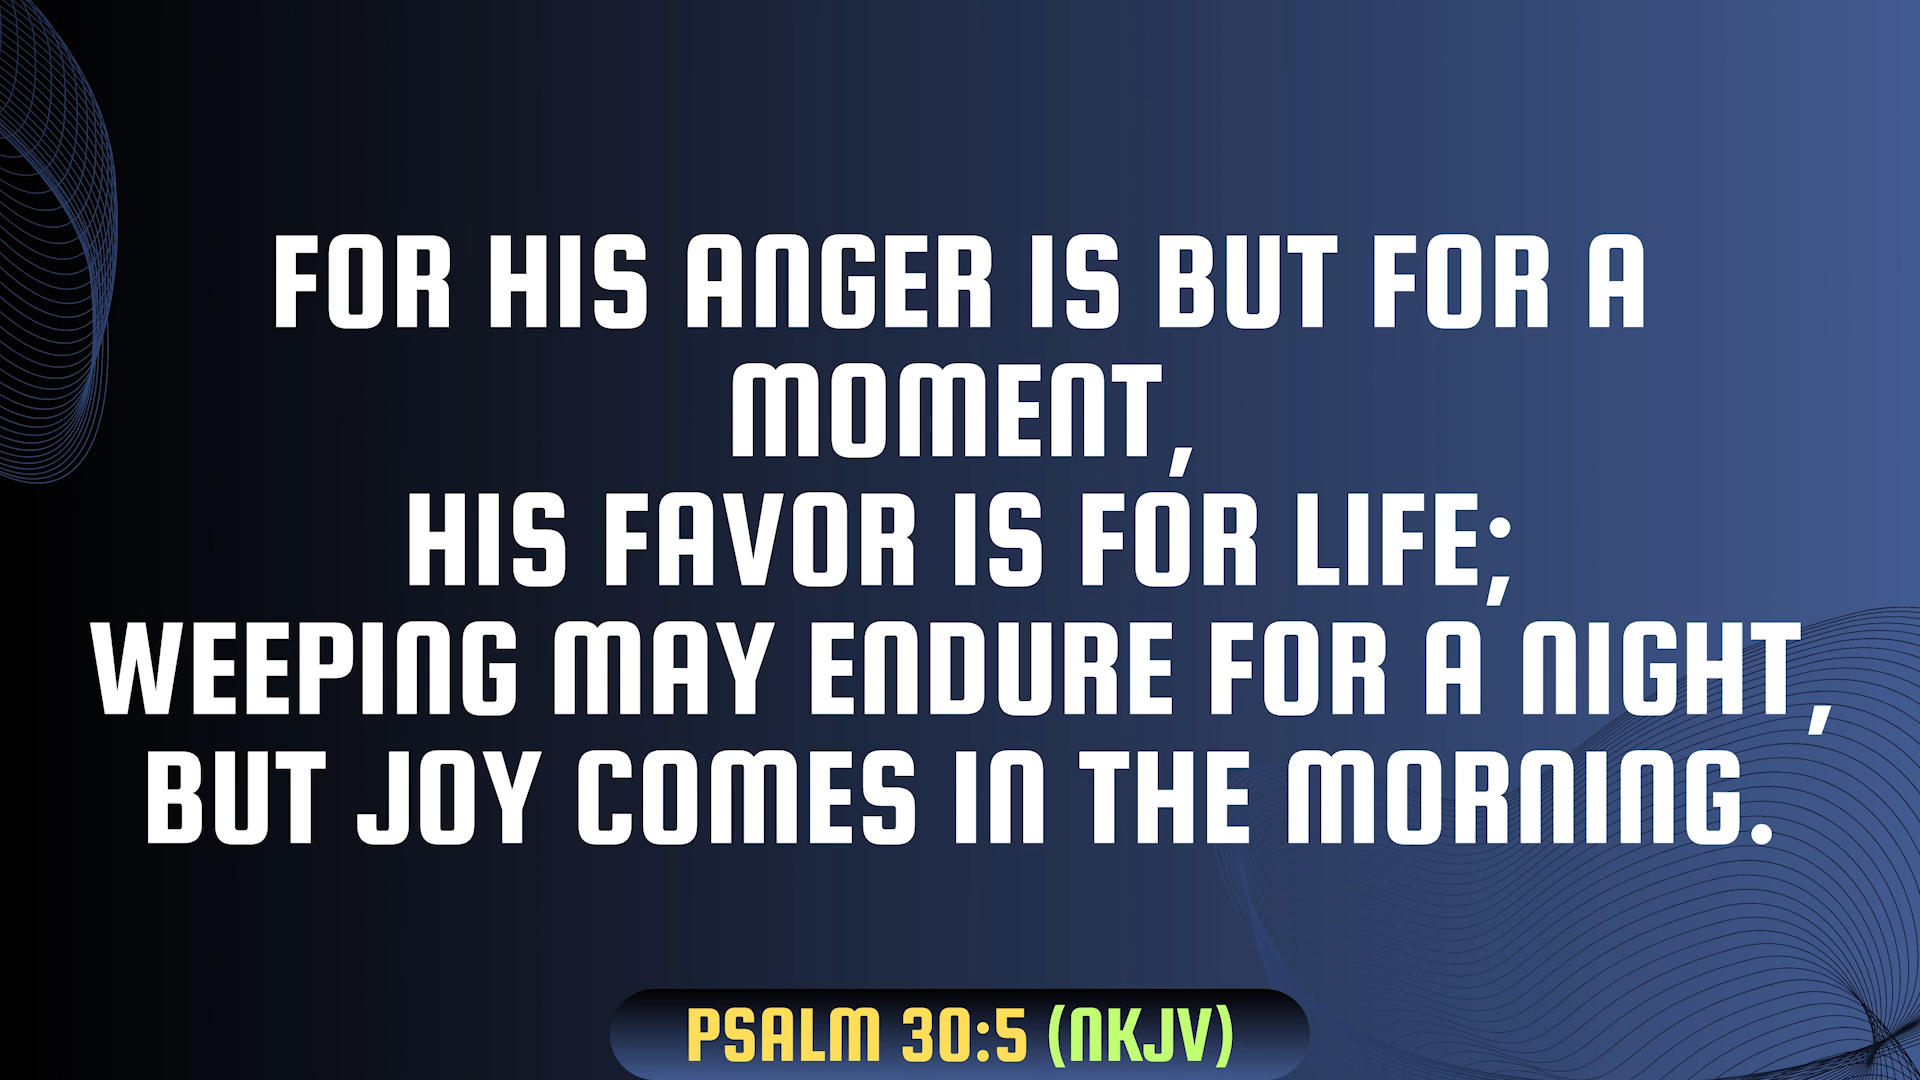 FOR HIS ANGER IS BUT FOR A
MOMENT,
HIS FAVOR IS FOR LIFE;
WEEPING MAY ENDURE FOR A NIGHT,
BUT JOY COMES IN THE MORNING.
PSALM 30:5 (NKJV)